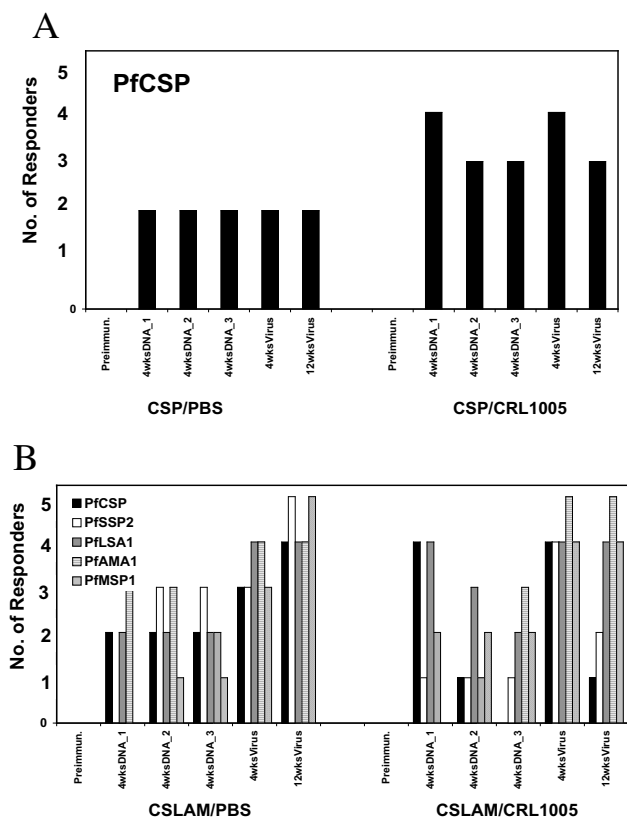 A
PfCSP
No. of Responders
5
4
3
2
1
0
Preimmun.
4wksDNA_1
4wksDNA_2
4wksDNA_3
4wksVirus
12wksVirus
Preimmun.
4wksDNA_1
4wksDNA_2
4wksDNA_3
4wksVirus
12wksVirus
CSP/PBS
CSP/CRL1005
B
PfCSP
PfSSP2
PfLSA1
PfAMA1
PfMSP1
No. of Responders
5
4
3
2
1
0
Preimmun.
4wksDNA_1
4wksDNA_2
4wksDNA_3
4wksVirus
12wksVirus
Preimmun.
4wksDNA_1
4wksDNA_2
4wksDNA_3
4wksVirus
12wksVirus
CSLAM/PBS
CSLAM/CRL1005